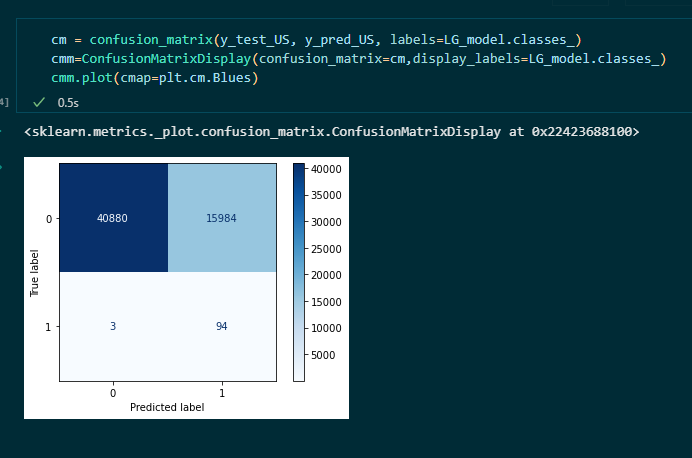 cm = confusion_matrix(y_test_US, y_pred_US, labels=LG_model.classes_)
cmm=ConfusionMatrixDisplay(confusion_matrix=cm,display_labels=LG_model.classes_)
cmm.plot(cmap=plt.cm.Blues)
4]
0.5s
<sklearn.metrics._plot.confusion_matrix.ConfusionMatrixDisplay at 0x22423688100>
40000
35000
30000
25000
20000
15000
10000
5000
0
40880
15984
True label
1
3
94
0
1
Predicted label